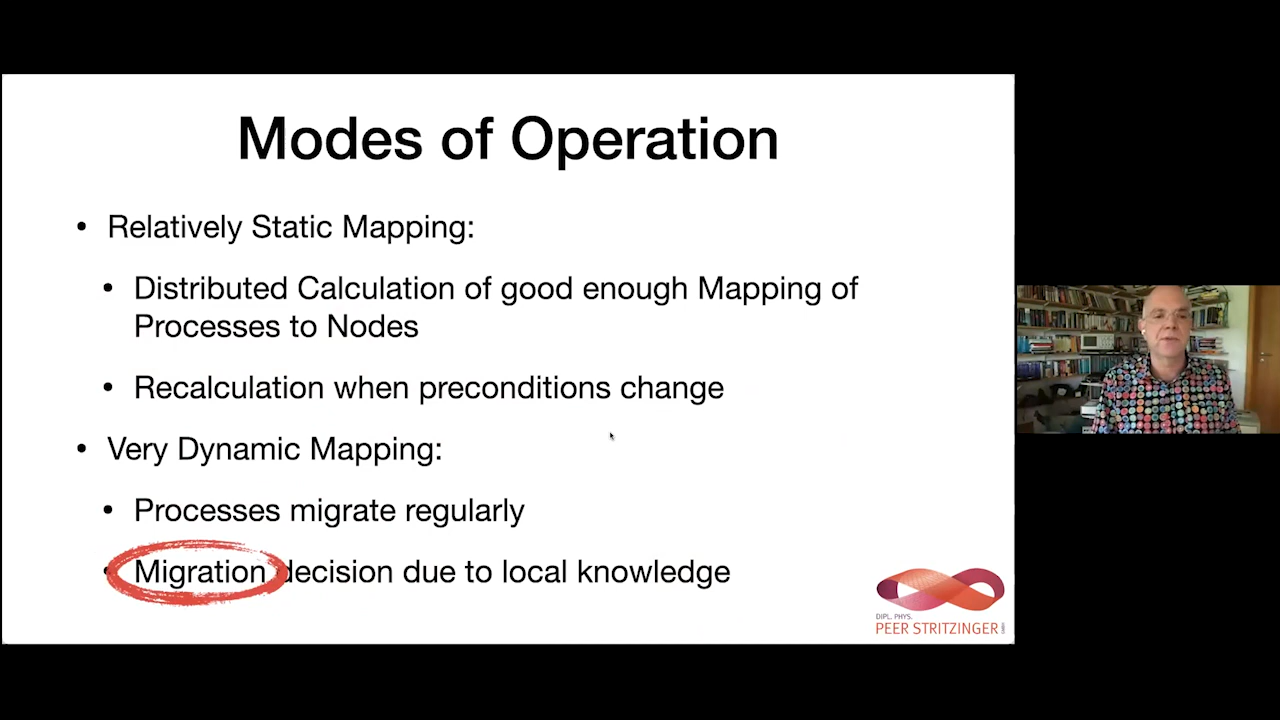 Modes of Operation
• Relatively Static Mapping:
• Distributed Calculation of good enough Mapping of
Processes to Nodes
• Recalculation when preconditions change
• Very Dynamic Mapping:
• Processes migrate regularly
• Migration decision due to local knowledge
DIPL. PHYS.
PEER STRITZINGER